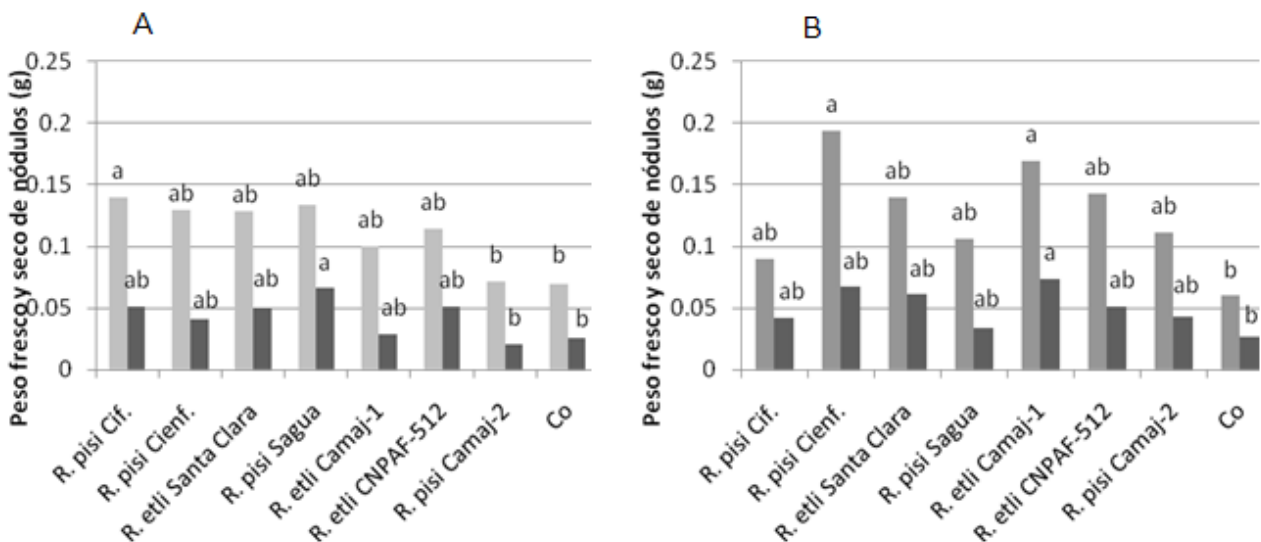 A
Peso fresco y seco de nódulos (g)
0.25
0.2
0.15
0.1
0.05
0
a
ab
ab
ab
ab
ab
b
b
ab
ab
ab
a
ab
ab
b
b
R. pisi Cif.
R. pisi Cienf.
R. etli Santa Clara
R. pisi Sagua
R. etli Camaj-1
R. etli CNPAF-512
R. pisi Camaj-2
Co
B
Peso fresco y seco de nódulos (g)
0.25
0.2
0.15
0.1
0.05
0
ab
a
ab
ab
a
ab
ab
b
ab
ab
ab
ab
a
ab
ab
b
R. pisi Cif.
R. pisi Cienf.
R. etli Santa Clara
R. pisi Sagua
R. etli Camaj-1
R. etli CNPAF-512
R. pisi Camaj-2
Co